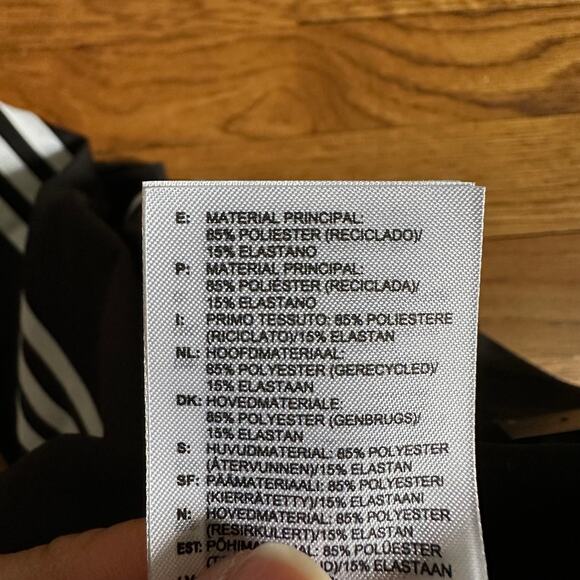 E: MATERIAL PRINCIPAL:
85% POLIESTER (RECICLADO)/
15% ELASTANO
P: MATERIAL PRINCIPAL:
85% POLIÉSTER (RECICLADA)/
15% ELASTANO
I: PRIMO TESSUTO: 85% POLIESTERE
(RICICLATO)/15% ELASTAN
NL: HOOFDMATERIAAL:
85% POLYESTER (GERECYCLED)/
15% ELASTAAN
DK: HOVEDMATERIALE:
85% POLYESTER (GENBRUGS)/
15% ELASTAN
S: HUVUDMATERIAL: 85% POLYESTER
(ÅTERVUNNEN)/15% ELASTAN
SF: PÄÄMATERIAALI: 85% POLYESTERI
(KIERRÄTETTY)/15% ELASTAANI
N: HOVEDMATERIAL: 85% POLYESTER
(RESIRKULERT)/15% ELASTAN
EST: PÕHIMATERJAL: 85% POLÜESTER
15% ELASTAAN